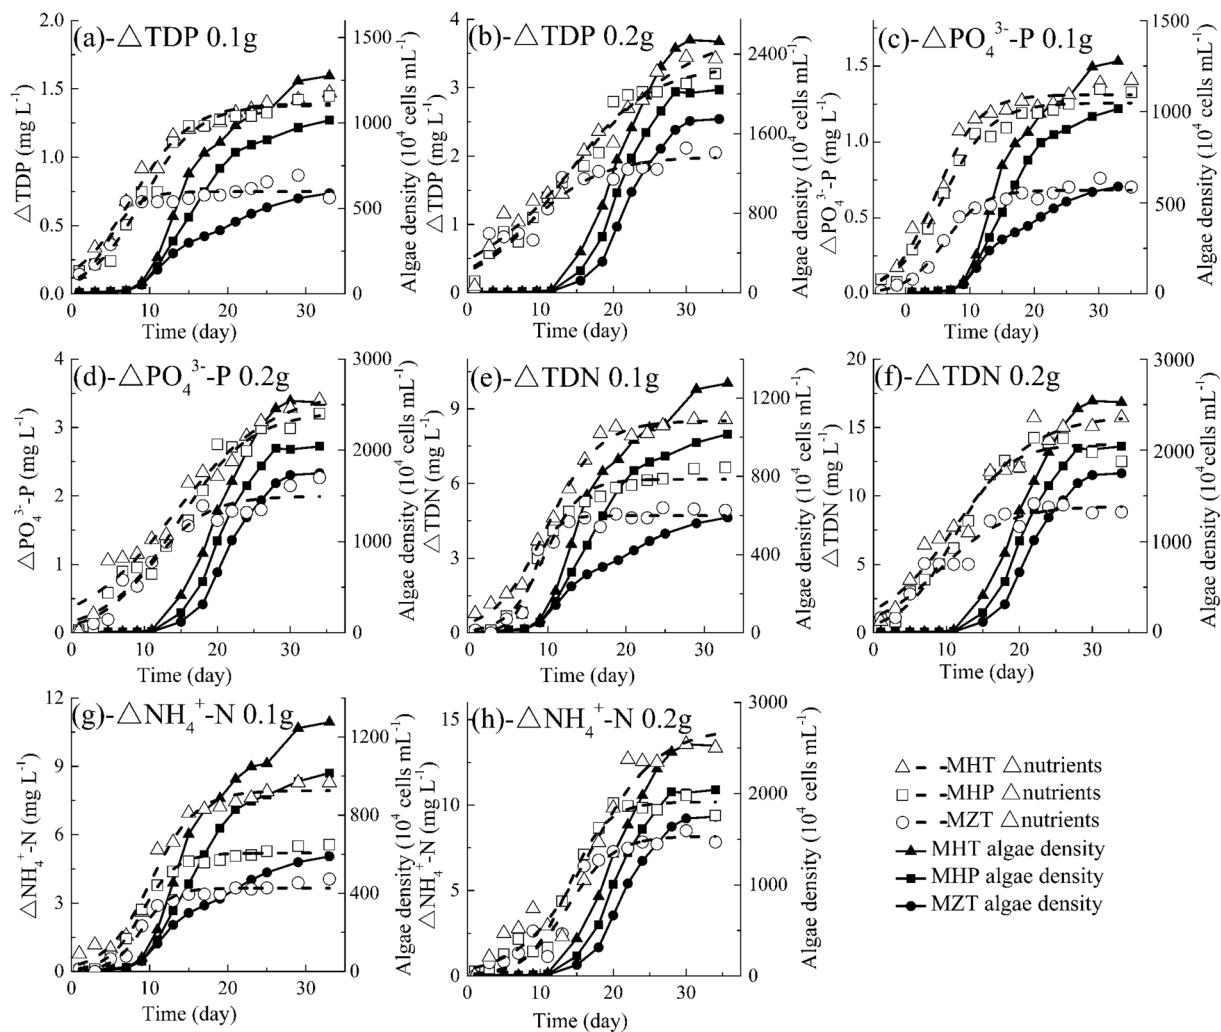 (a)-△TDP 0.1g
2.0
1.5
1.0
0.5
0.0
△TDP (mg L⁻¹)
1500
1000
500
0
Algae density (10⁴ cells mL⁻¹)
0 10 20 30
Time (day)
(b)-△TDP 0.2g
4
3
2
1
0
△TDP (mg L⁻¹)
2400
1600
800
0
Algae density (10⁴ cells mL⁻¹)
0 10 20 30
Time (day)
(c)-△PO₄³⁻-P 0.1g
1.5
1.0
0.5
0.0
△PO₄³⁻-P (mg L⁻¹)
1500
1000
500
0
Algae density (10⁴ cells mL⁻¹)
0 10 20 30
Time (day)
(d)-△PO₄³⁻-P 0.2g
4
3
2
1
0
△PO₄³⁻-P (mg L⁻¹)
3000
2000
1000
0
Algae density (10⁴ cells mL⁻¹)
0 10 20 30
Time (day)
(e)-△TDN 0.1g
9
6
3
0
△TDN (mg L⁻¹)
1200
800
400
0
Algae density (10⁴cells mL⁻¹)
0 10 20 30
Time (day)
(f)-△TDN 0.2g
20
15
10
5
0
△TDN (mg L⁻¹)
3000
2000
1000
0
Algae density (10⁴cells mL⁻¹)
0 10 20 30
Time (day)
(g)-△NH₄⁺-N 0.1g
12
9
6
3
0
△NH₄⁺-N (mg L⁻¹)
1200
800
400
0
Algae density (10⁴ cells mL⁻¹)
0 10 20 30
Time (day)
(h)-△NH₄⁺-N 0.2g
15
10
5
0
△NH₄⁺-N (mg L⁻¹)
3000
2000
1000
0
Algae density (10⁴ cells mL⁻¹)
0 10 20 30
Time (day)
MHT △nutrients
MHP △nutrients
MZT △nutrients
MHT algae density
MHP algae density
MZT algae density